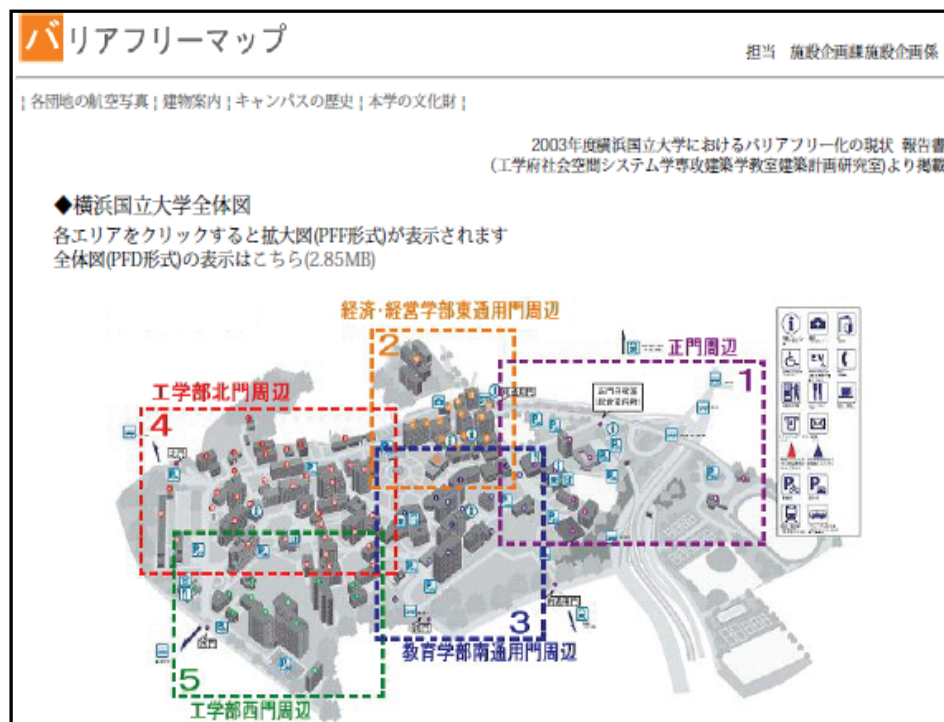 バリアフリーマップ
担当 施設企画課施設企画係
| 各団地の航空写真 | 建物案内 | キャンパスの歴史 | 本学の文化財 |
2003年度横浜国立大学におけるバリアフリー化の現状 報告書
(工学府社会空間システム学専攻建築学教室建築計画研究室)より掲載
◆横浜国立大学全体図
各エリアをクリックすると拡大図(PFF形式)が表示されます
全体図(PFD形式)の表示はこちら(2.85MB)
経済・経営学部東通用門周辺
2
正門周辺
1
工学部北門周辺
4
3
教育学部南通用門周辺
5
工学部西門周辺